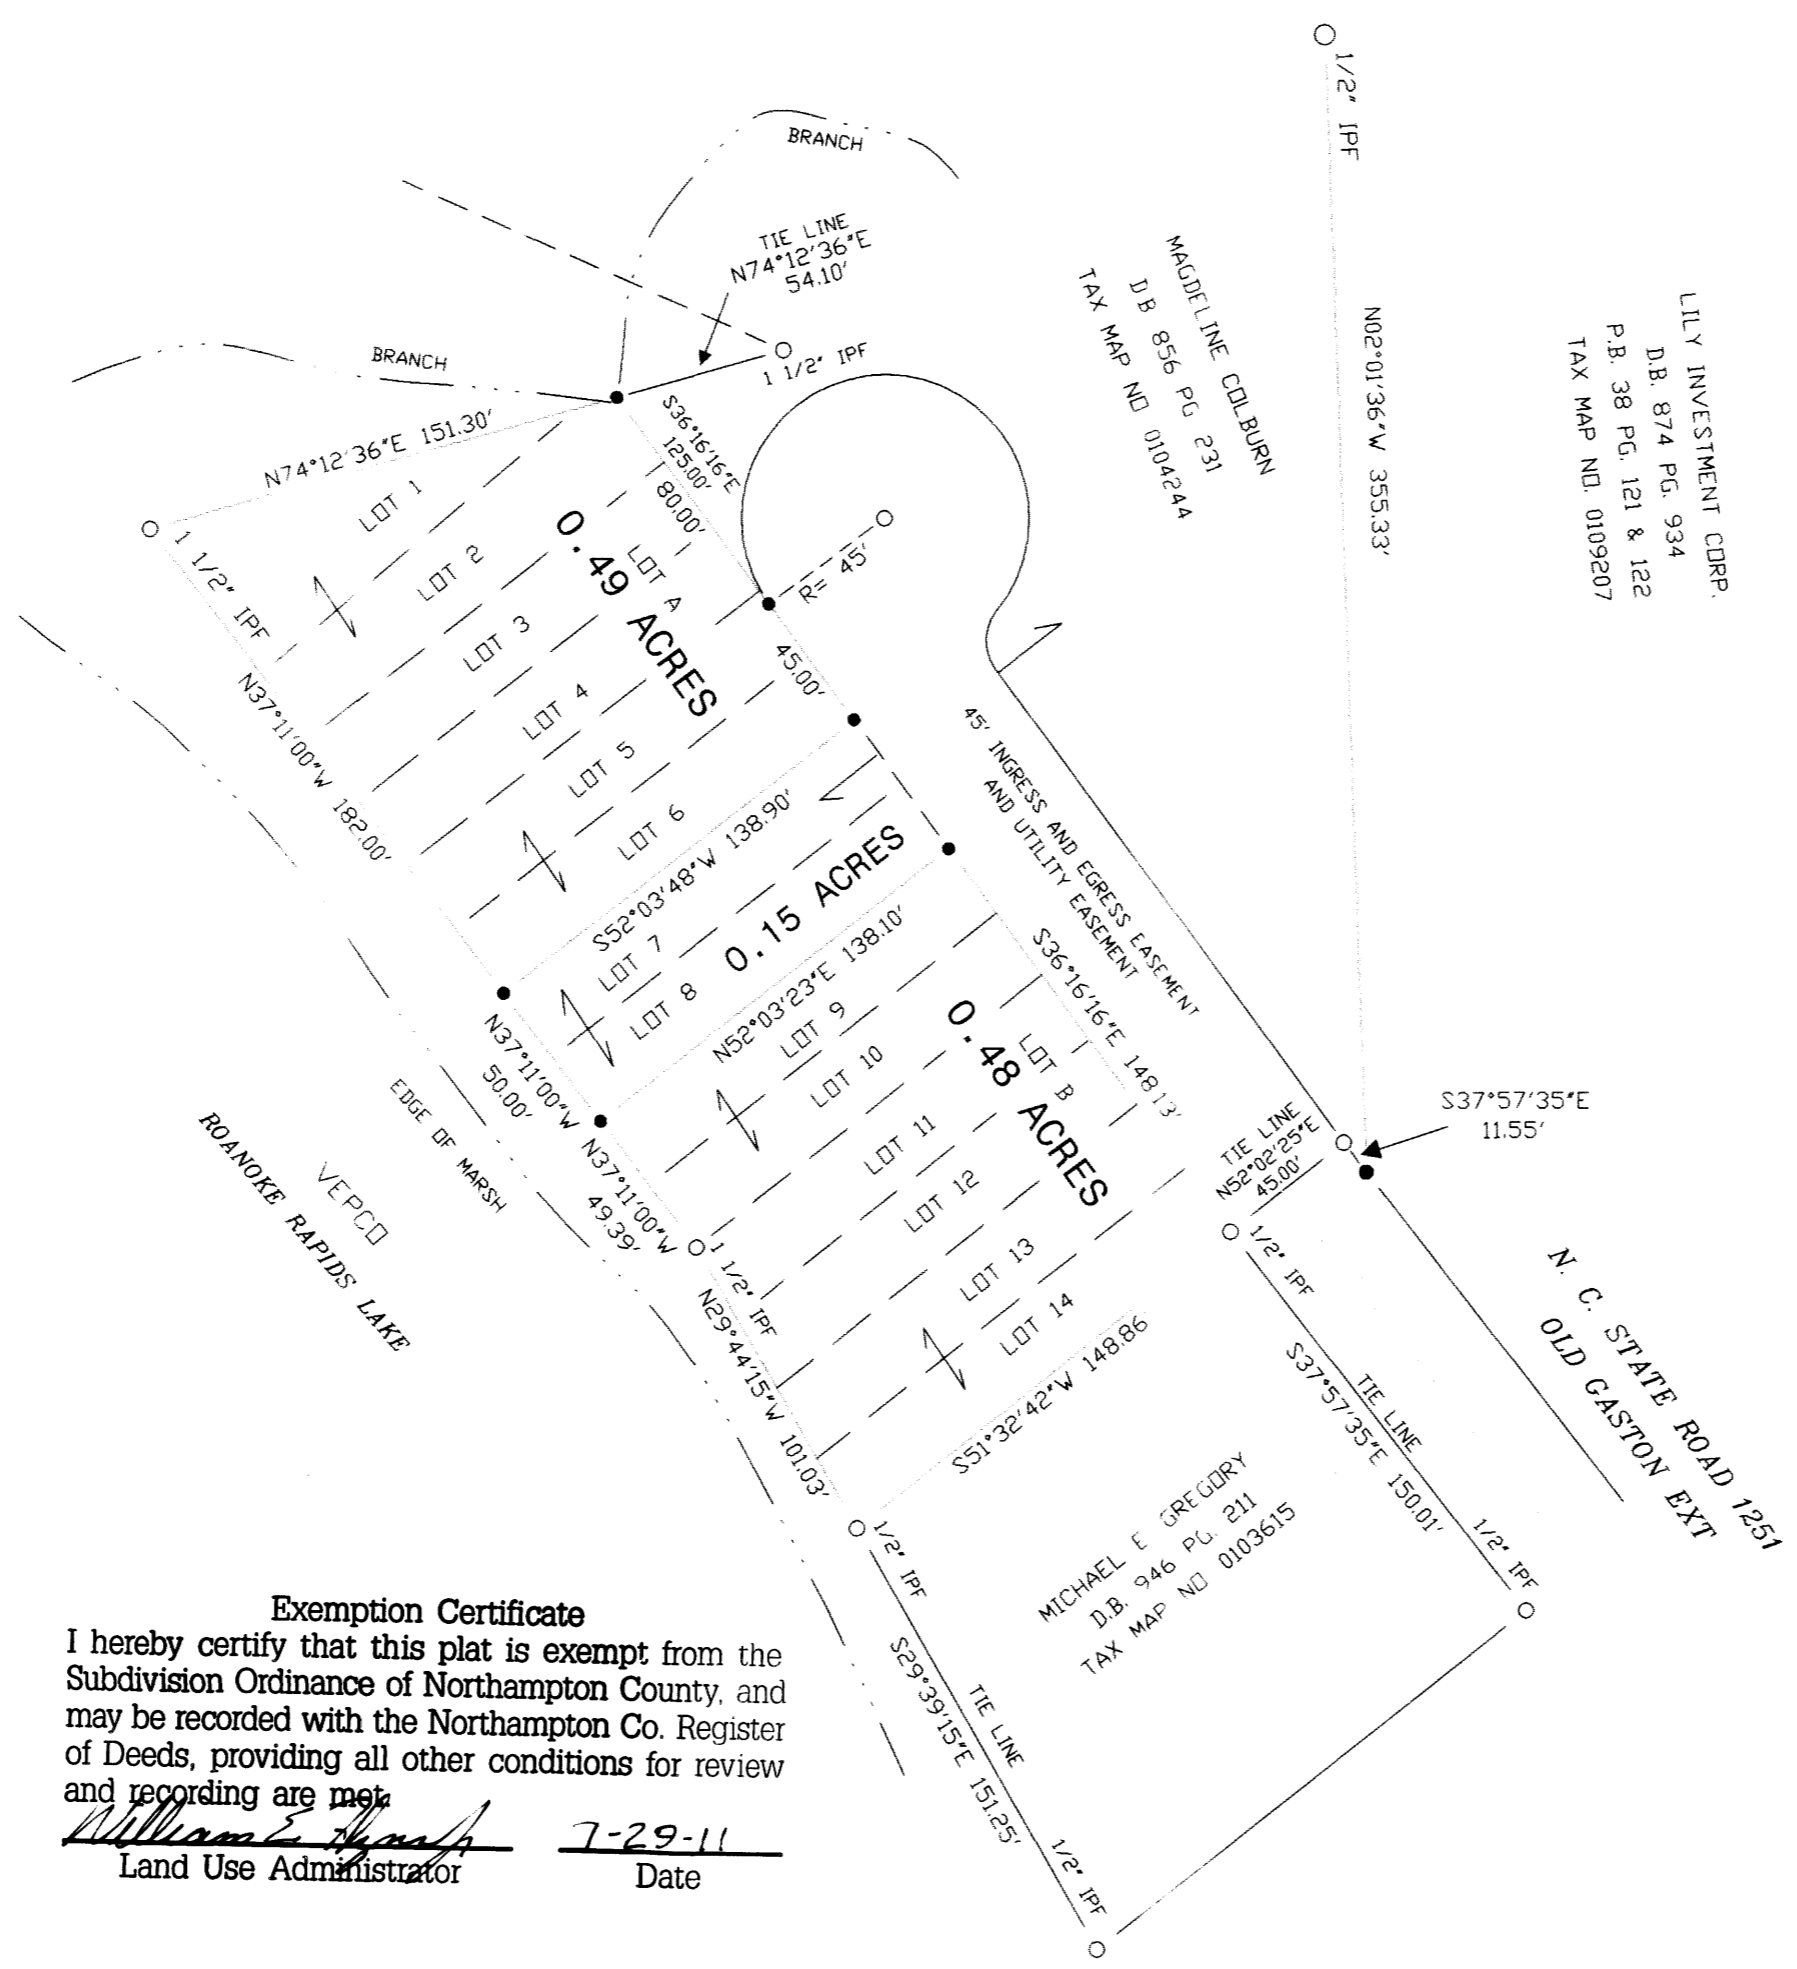 1/2" IPF
BRANCH
TIE LINE
N74°12'36"E
54.10'
BRANCH
1 1/2" IPF
MAGDELINE COLBURN
D B 856 PG 231
TAX MAP NO 0104244
N02°01'36"W 355.33'
LILY INVESTMENT CORP.
D.B. 874 PG. 934
P.B. 38 PG. 121 & 122
TAX MAP NO. 0109207
N74°12'36"E 151.30'
S36°16'16"E
125.00'
80.00'
1 1/2" IPF
LOT 1
LOT 2
LOT 3
LOT 4
LOT 5
LOT 6
LOT A
0.49 ACRES
R= 45'
45.00'
N37°11'00"W 182.00'
45' INGRESS AND EGRESS EASEMENT
AND UTILITY EASEMENT
S52°03'48"W 138.90'
LOT 7
LOT 8
0.15 ACRES
N52°03'23"E 138.10'
N37°11'00"W
50.00'
S36°16'16"E 148.13'
LOT 9
LOT 10
LOT 11
LOT 12
LOT 13
LOT 14
LOT B
0.48 ACRES
EDGE OF MARSH
ROANOKE RAPIDS LAKE
VEPCO
N37°11'00"W
49.39'
1 1/2" IPF
N29°44'15"W 101.03'
TIE LINE
N52°02'25"E
45.00'
S37°57'35"E
11.55'
1/2" IPF
N. C. STATE ROAD 1251
OLD GASTON EXT
TIE LINE
S37°57'35"E 150.01'
1/2" IPF
S51°32'42"W 148.86
MICHAEL E GREGORY
D.B. 946 PG. 211
TAX MAP NO 0103615
1/2" IPF
TIE LINE
S29°39'15"E 151.25'
1/2" IPF
Exemption Certificate
I hereby certify that this plat is exempt from the
Subdivision Ordinance of Northampton County, and
may be recorded with the Northampton Co. Register
of Deeds, providing all other conditions for review
and recording are met.
William E
7-29-11
Land Use Administrator
Date